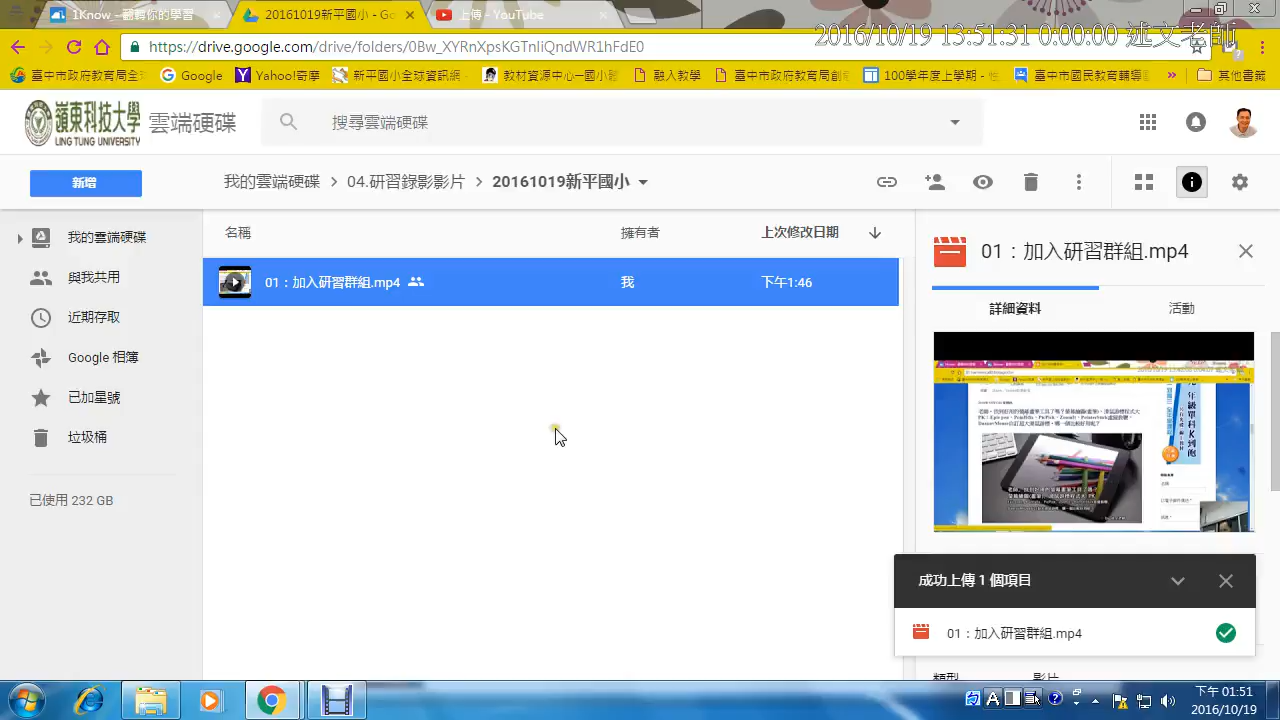 1Know - 翻轉你的學習
20161019新平國小 - Go
上傳 - YouTube
2016/10/19 13:51:31 0:00:00 述文老師
https://drive.google.com/drive/folders/0Bw_XYRnXpsKGTnliQndWR1hFdE0
臺中市政府教育局全
Google
Yahoo!奇摩
新平國小全球資訊網
教材資源中心─國小
融入教學
臺中市政府教育局創
100學年度上學期 -
臺中市國民教育輔導
其他書籤
嶺東科技大學
LING TUNG UNIVERSITY
雲端硬碟
搜尋雲端硬碟
新增
我的雲端硬碟 > 04.研習錄影影片 > 20161019新平國小
我的雲端硬碟
與我共用
近期存取
Google 相簿
已加星號
垃圾桶
已使用 232 GB
名稱 擁有者 上次修改日期
01：加入研習群組.mp4 我 下午1:46
01：加入研習群組.mp4
詳細資料 活動
成功上傳 1 個項目
01：加入研習群組.mp4
類型 影片
下午 01:51
2016/10/19